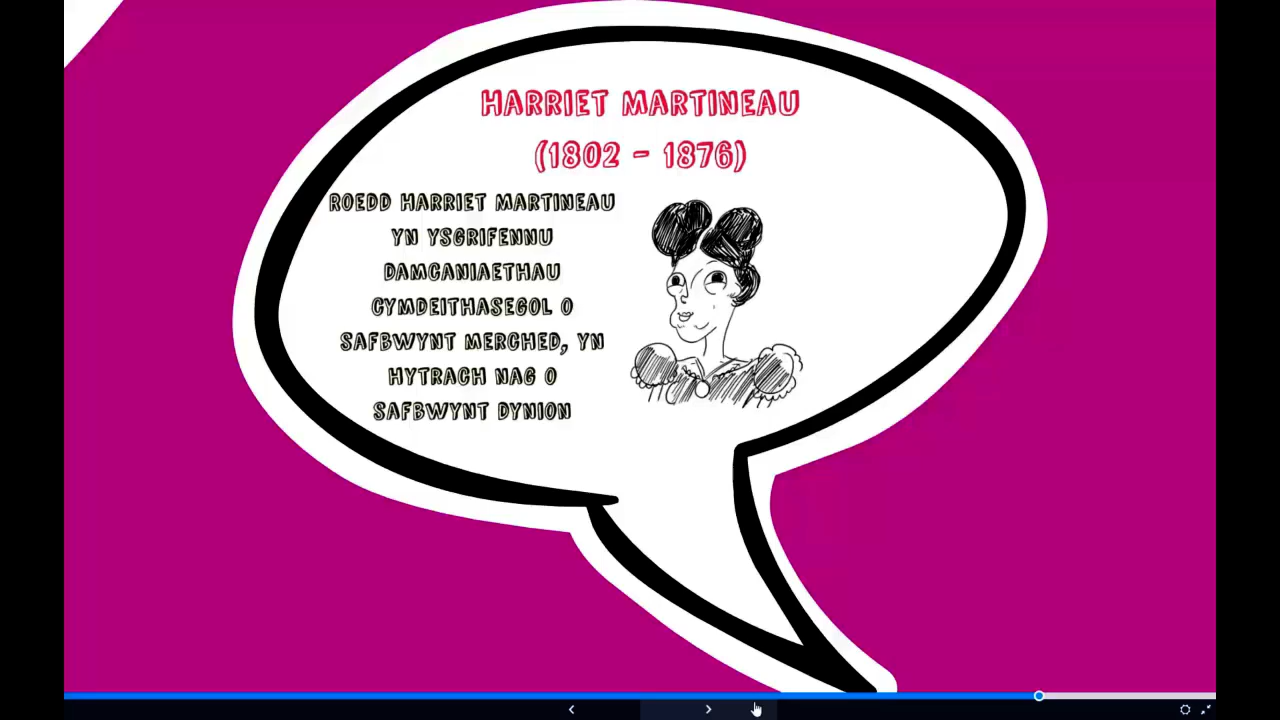 HARRIET MARTINEAU
(1802 - 1876)
ROEDD HARRIET MARTINEAU
YN YSGRIFENNU
DAMCANIAETHAU
CYMDEITHASEGOL O
SAFBWYNT MERCHED, YN
HYTRACH NAG O
SAFBWYNT DYNION